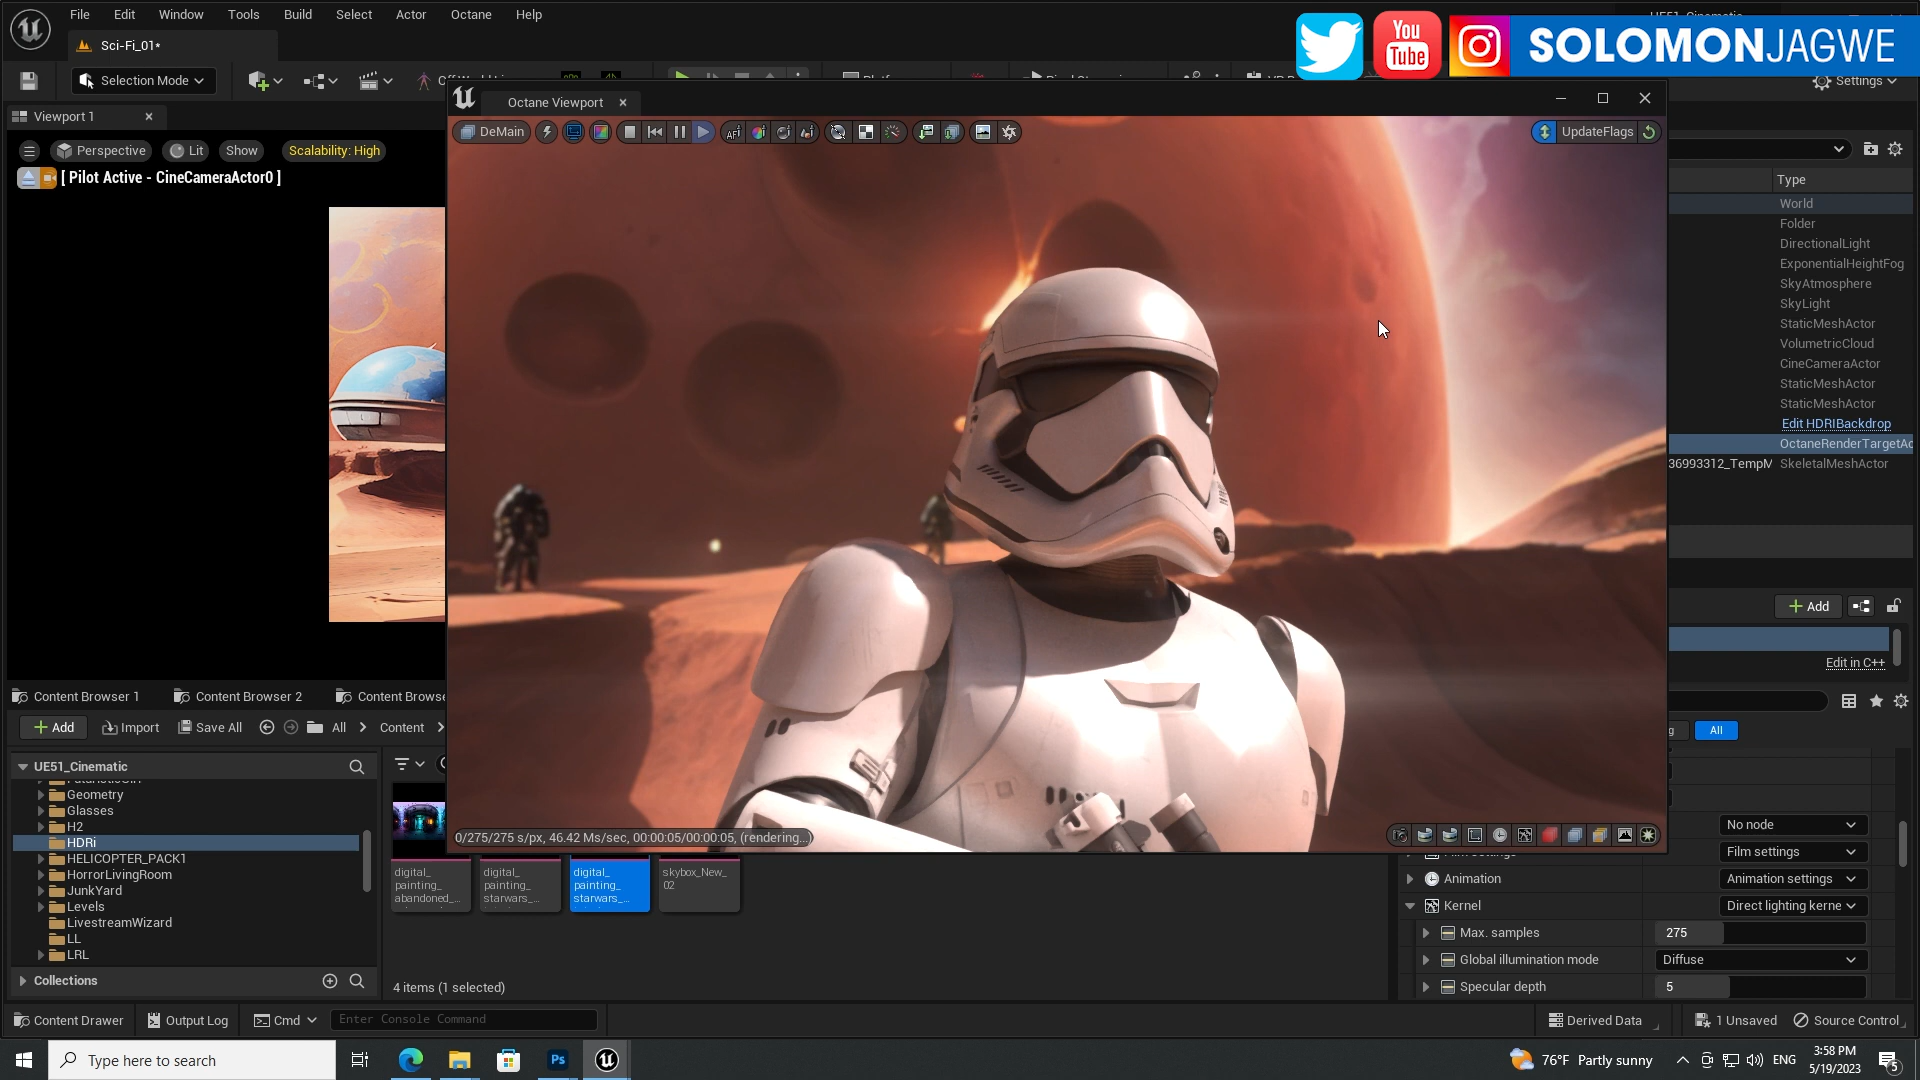 File Edit Window Tools Build Select Actor Octane Help
Sci-Fi_01*
You
Tube
SOLOMONJAGWE
Selection Mode
Settings
Octane Viewport
Viewport 1
DeMain
UpdateFlags
Perspective Lit Show Scalability: High
[ Pilot Active - CineCameraActor0 ]
Type
World
Folder
DirectionalLight
ExponentialHeightFog
SkyAtmosphere
SkyLight
StaticMeshActor
VolumetricCloud
CineCameraActor
StaticMeshActor
StaticMeshActor
Edit HDRIBackdrop
OctaneRenderTargetAc
36993312_TempM SkeletalMeshActor
Add
Edit in C++
Content Browser 1 Content Browser 2 Content Browse
Add Import Save All All Content
All
UE51_Cinematic
Geometry
Glasses
H2
HDRi
HELICOPTER_PACK1
HorrorLivingRoom
JunkYard
Levels
LivestreamWizard
LL
LRL
Collections
0/275/275 s/px, 46.42 Ms/sec, 00:00:05/00:00:05, (rendering...)
digital_
painting_
abandoned_...
digital_
painting_
starwars_...
digital_
painting_
starwars_...
skybox_New_
02
4 items (1 selected)
No node
Film settings
Animation Animation settings
Kernel Direct lighting kerne
Max. samples 275
Global illumination mode Diffuse
Specular depth 5
Content Drawer Output Log Cmd Enter Console Command
Derived Data 1 Unsaved Source Control
Type here to search
Ps
76°F Partly sunny
ENG
3:58 PM
5/19/2023
5